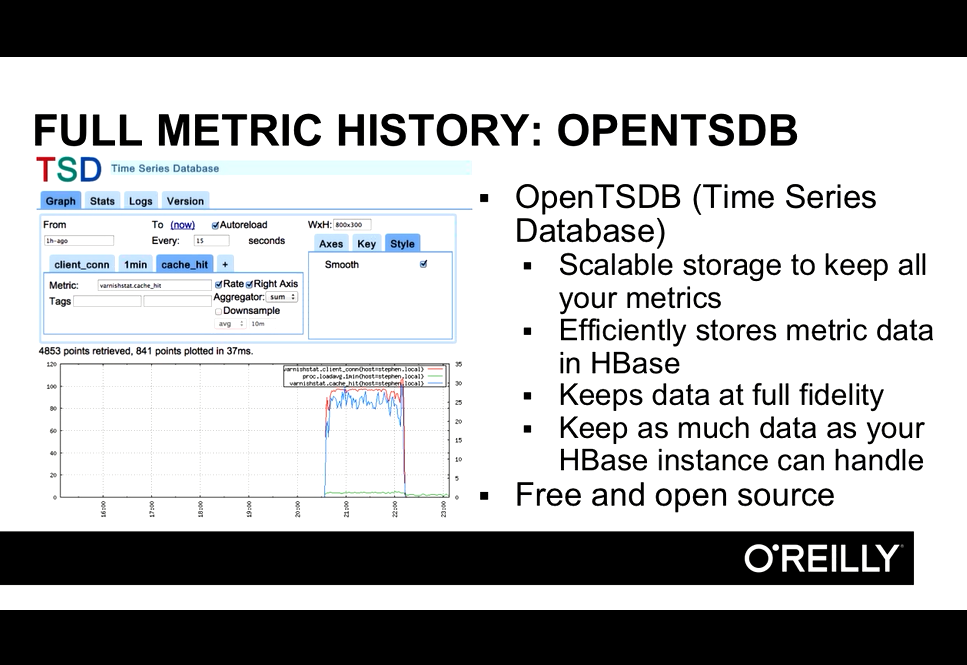 FULL METRIC HISTORY: OPENTSDB
TSD Time Series Database
Graph Stats Logs Version
From To (now) Autoreload WxH: 800x300
1h-ago Every: 15 seconds
Axes Key Style
Smooth
client_conn 1min cache_hit +
Metric: varnishstat.cache_hit Rate Right Axis
Tags Aggregator: sum
Downsample
avg 10m
4853 points retrieved, 841 points plotted in 37ms.
varnishstat.client_conn{host=stephen.local}
proc.loadavg.1min{host=stephen.local}
varnishstat.cache_hit{host=stephen.local}
120
100
80
60
40
20
0
35
30
25
20
15
10
5
0
16:00 17:00 18:00 19:00 20:00 21:00 22:00 23:00
▪ OpenTSDB (Time Series
Database)
▪ Scalable storage to keep all
your metrics
▪ Efficiently stores metric data
in HBase
▪ Keeps data at full fidelity
▪ Keep as much data as your
HBase instance can handle
▪ Free and open source
O'REILLY